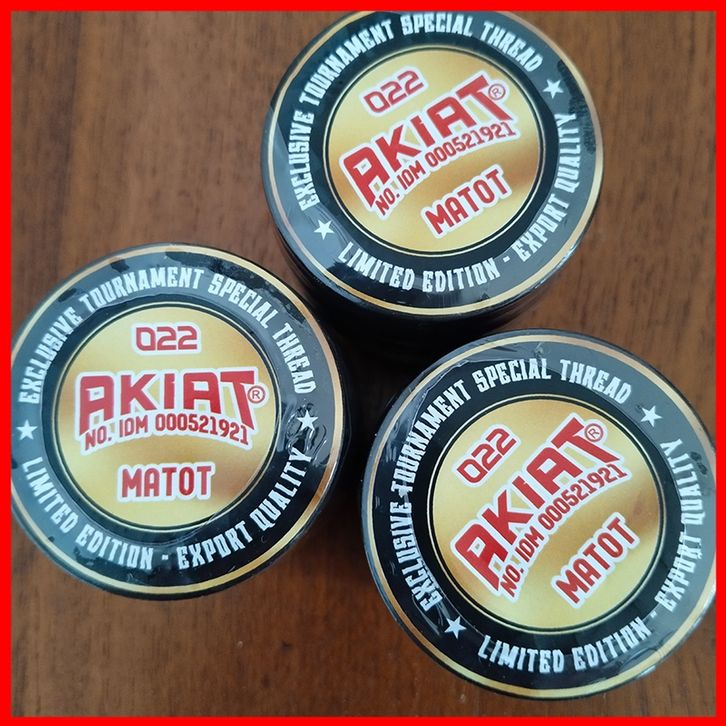 EXCLUSIVE TOURNAMENT SPECIAL THREAD
022
AKIAT®
NO. IDM 000521921
MATOT
LIMITED EDITION - EXPORT QUALITY
EXCLUSIVE TOURNAMENT SPECIAL THREAD
022
AKIAT®
NO. IDM 000521921
MATOT
LIMITED EDITION - EXPORT QUALITY
EXCLUSIVE TOURNAMENT SPECIAL THREAD
022
AKIAT®
NO. IDM 000521921
MATOT
LIMITED EDITION - EXPORT QUALITY